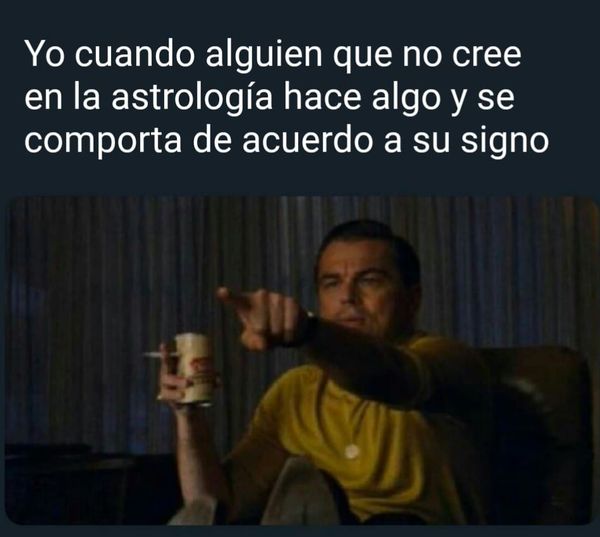 Yo cuando alguien que no cree
en la astrología hace algo y se
comporta de acuerdo a su signo